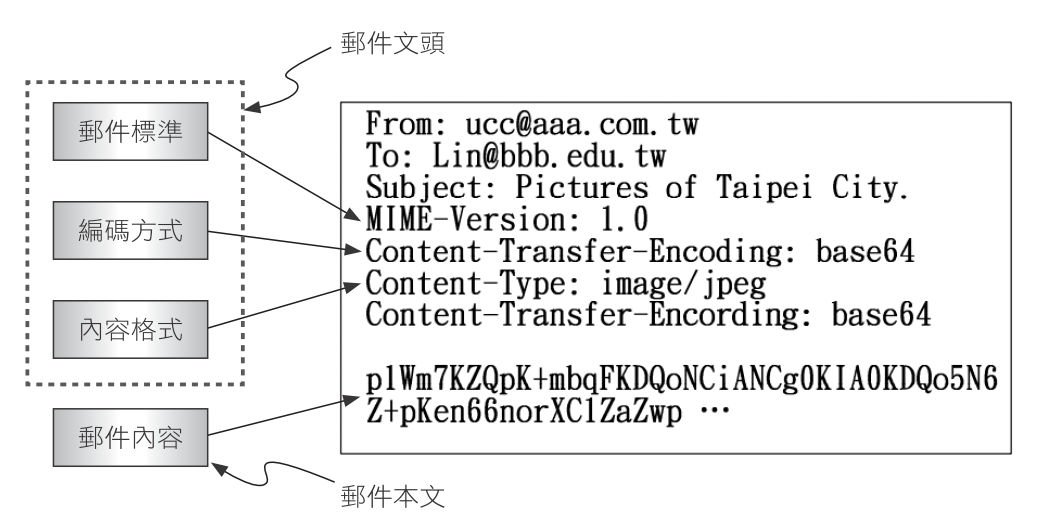 郵件文頭
郵件標準
編碼方式
內容格式
郵件內容
郵件本文
From: ucc@aaa.com.tw
To: Lin@bbb.edu.tw
Subject: Pictures of Taipei City.
MIME-Version: 1.0
Content-Transfer-Encoding: base64
Content-Type: image/jpeg
Content-Transfer-Encording: base64
p1Wm7KZQpK+mbqFKDQoNCiANCg0KIA0KDQo5N6
Z+pKen66norXC1ZaZwp …